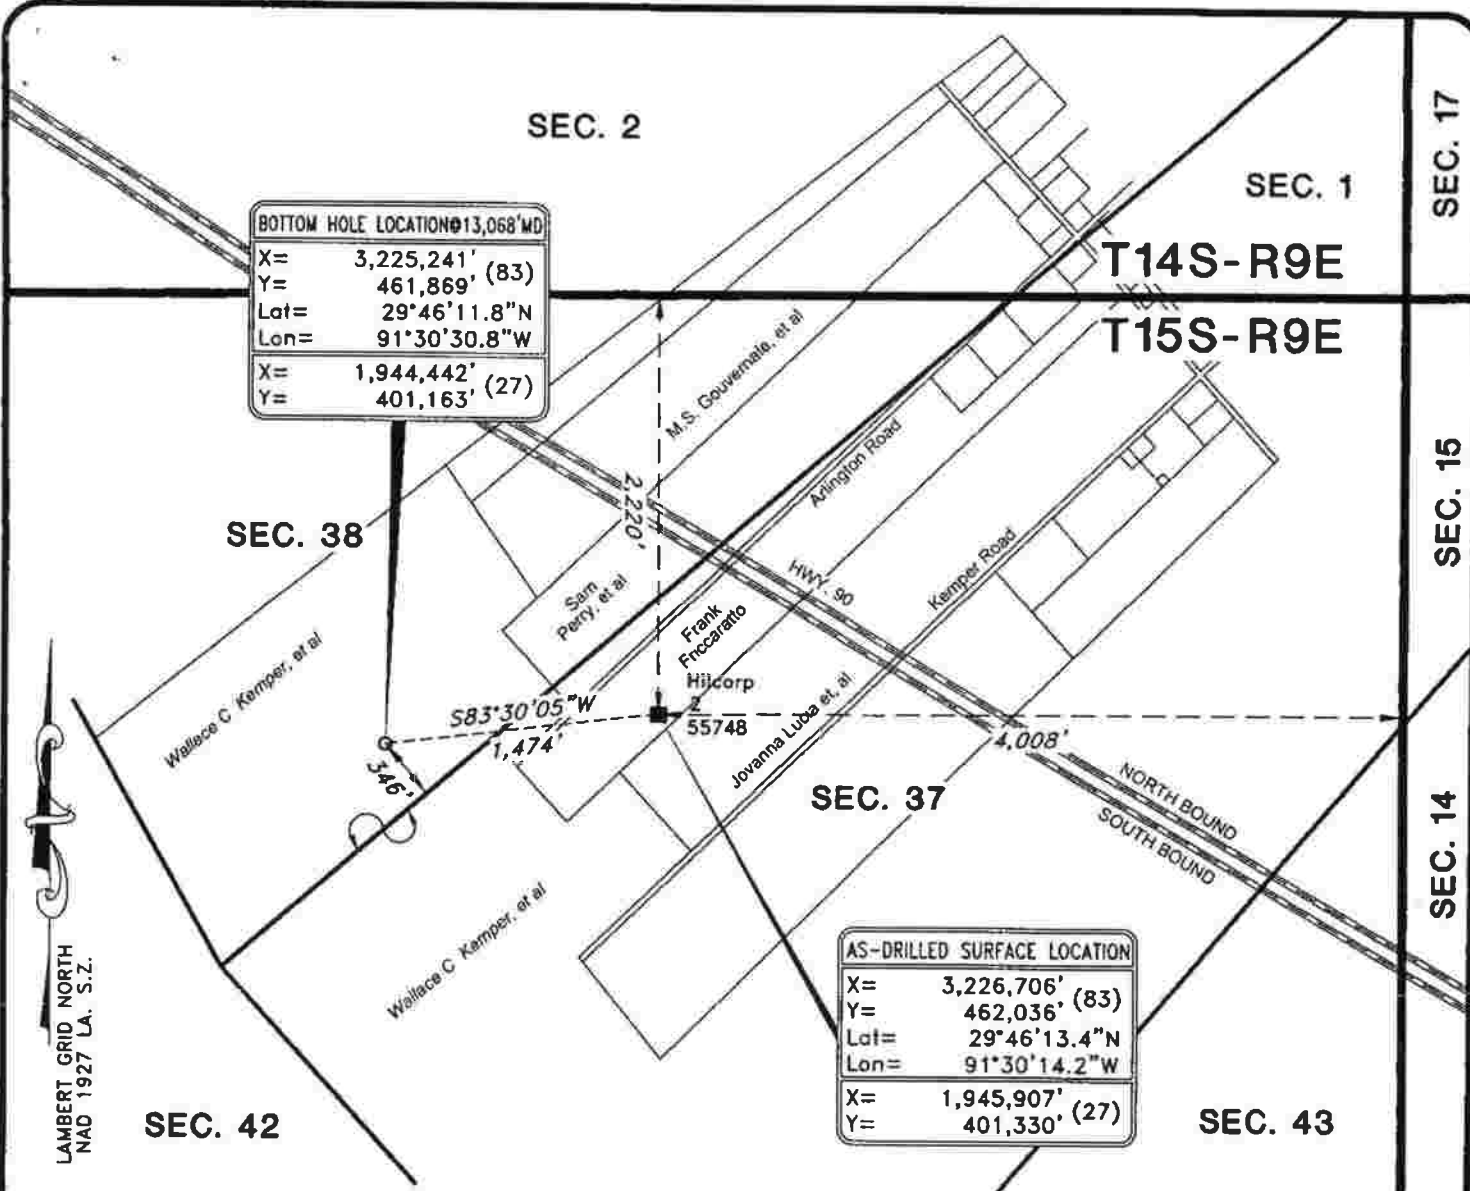 SEC. 2
SEC. 1
SEC. 17
BOTTOM HOLE LOCATION@13,068'MD
X= 3,225,241' (83)
Y= 461,869'
Lat= 29°46'11.8"N
Lon= 91°30'30.8"W
X= 1,944,442' (27)
Y= 401,163'
T14S-R9E
T15S-R9E
M.S. Gouvernale, et al
Arlington Road
2,220'
SEC. 38
SEC. 15
HWY. 90
Kemper Road
Sam
Perry, et al
Frank
Friccaratto
Wallace C Kemper, et al
Hilcorp
2
55748
S83°30'05"W
1,474'
346'
Jovanna Lubia et, al
4,008'
SEC. 37
NORTH BOUND
SOUTH BOUND
SEC. 14
Wallace C Kemper, et al
LAMBERT GRID NORTH
NAD 1927 LA. S.Z.
AS-DRILLED SURFACE LOCATION
X= 3,226,706' (83)
Y= 462,036'
Lat= 29°46'13.4"N
Lon= 91°30'14.2"W
X= 1,945,907' (27)
Y= 401,330'
SEC. 42
SEC. 43